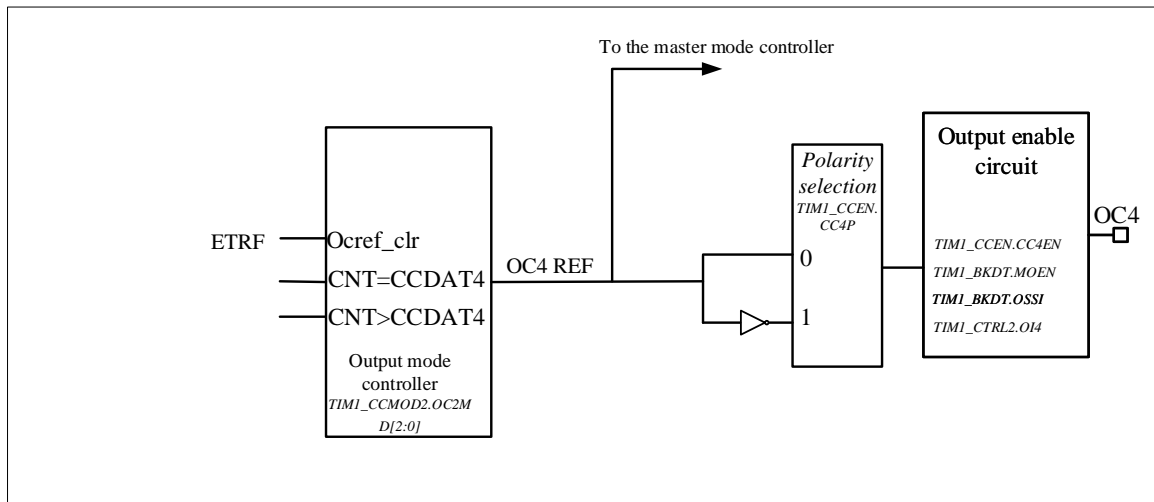 To the master mode controller
ETRF
Ocref_clr
CNT=CCDAT4
CNT>CCDAT4
Output mode
controller
TIM1_CCMOD2.OC2M
D[2:0]
OC4 REF
Polarity
selection
TIM1_CCEN.
CC4P
0
1
Output enable
circuit
TIM1_CCEN.CC4EN
TIM1_BKDT.MOEN
TIM1_BKDT.OSSI
TIM1_CTRL2.OI4
OC4